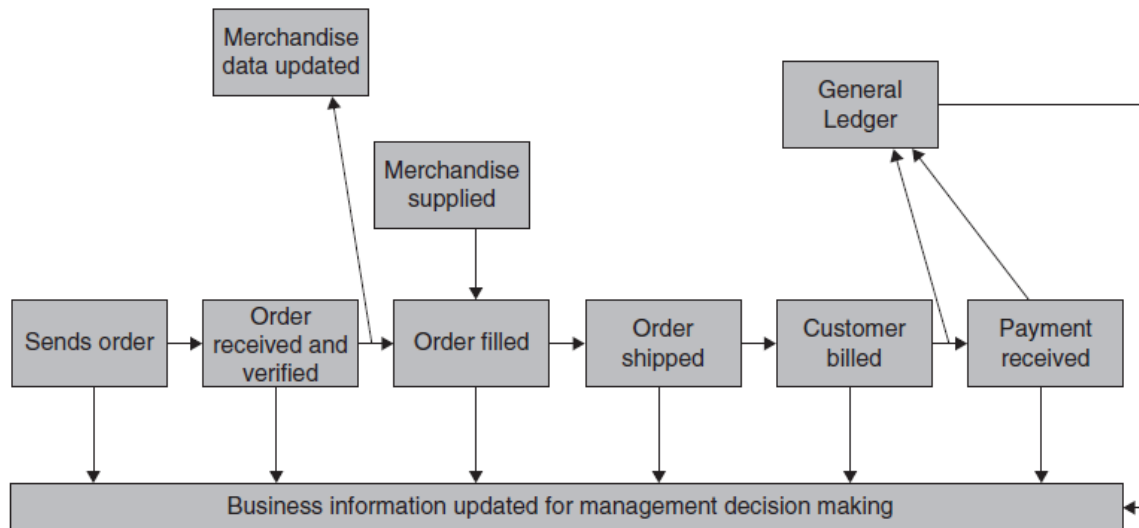 Merchandise
data updated
General
Ledger
Merchandise
supplied
Sends order
Order
received and
verified
Order filled
Order
shipped
Customer
billed
Payment
received
Business information updated for management decision making